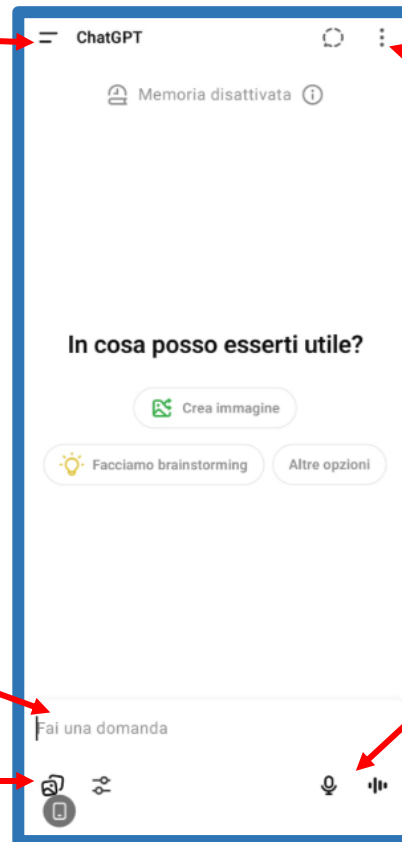 ChatGPT
Memoria disattivata
In cosa posso esserti utile?
Crea immagine
Facciamo brainstorming Altre opzioni
Fai una domanda